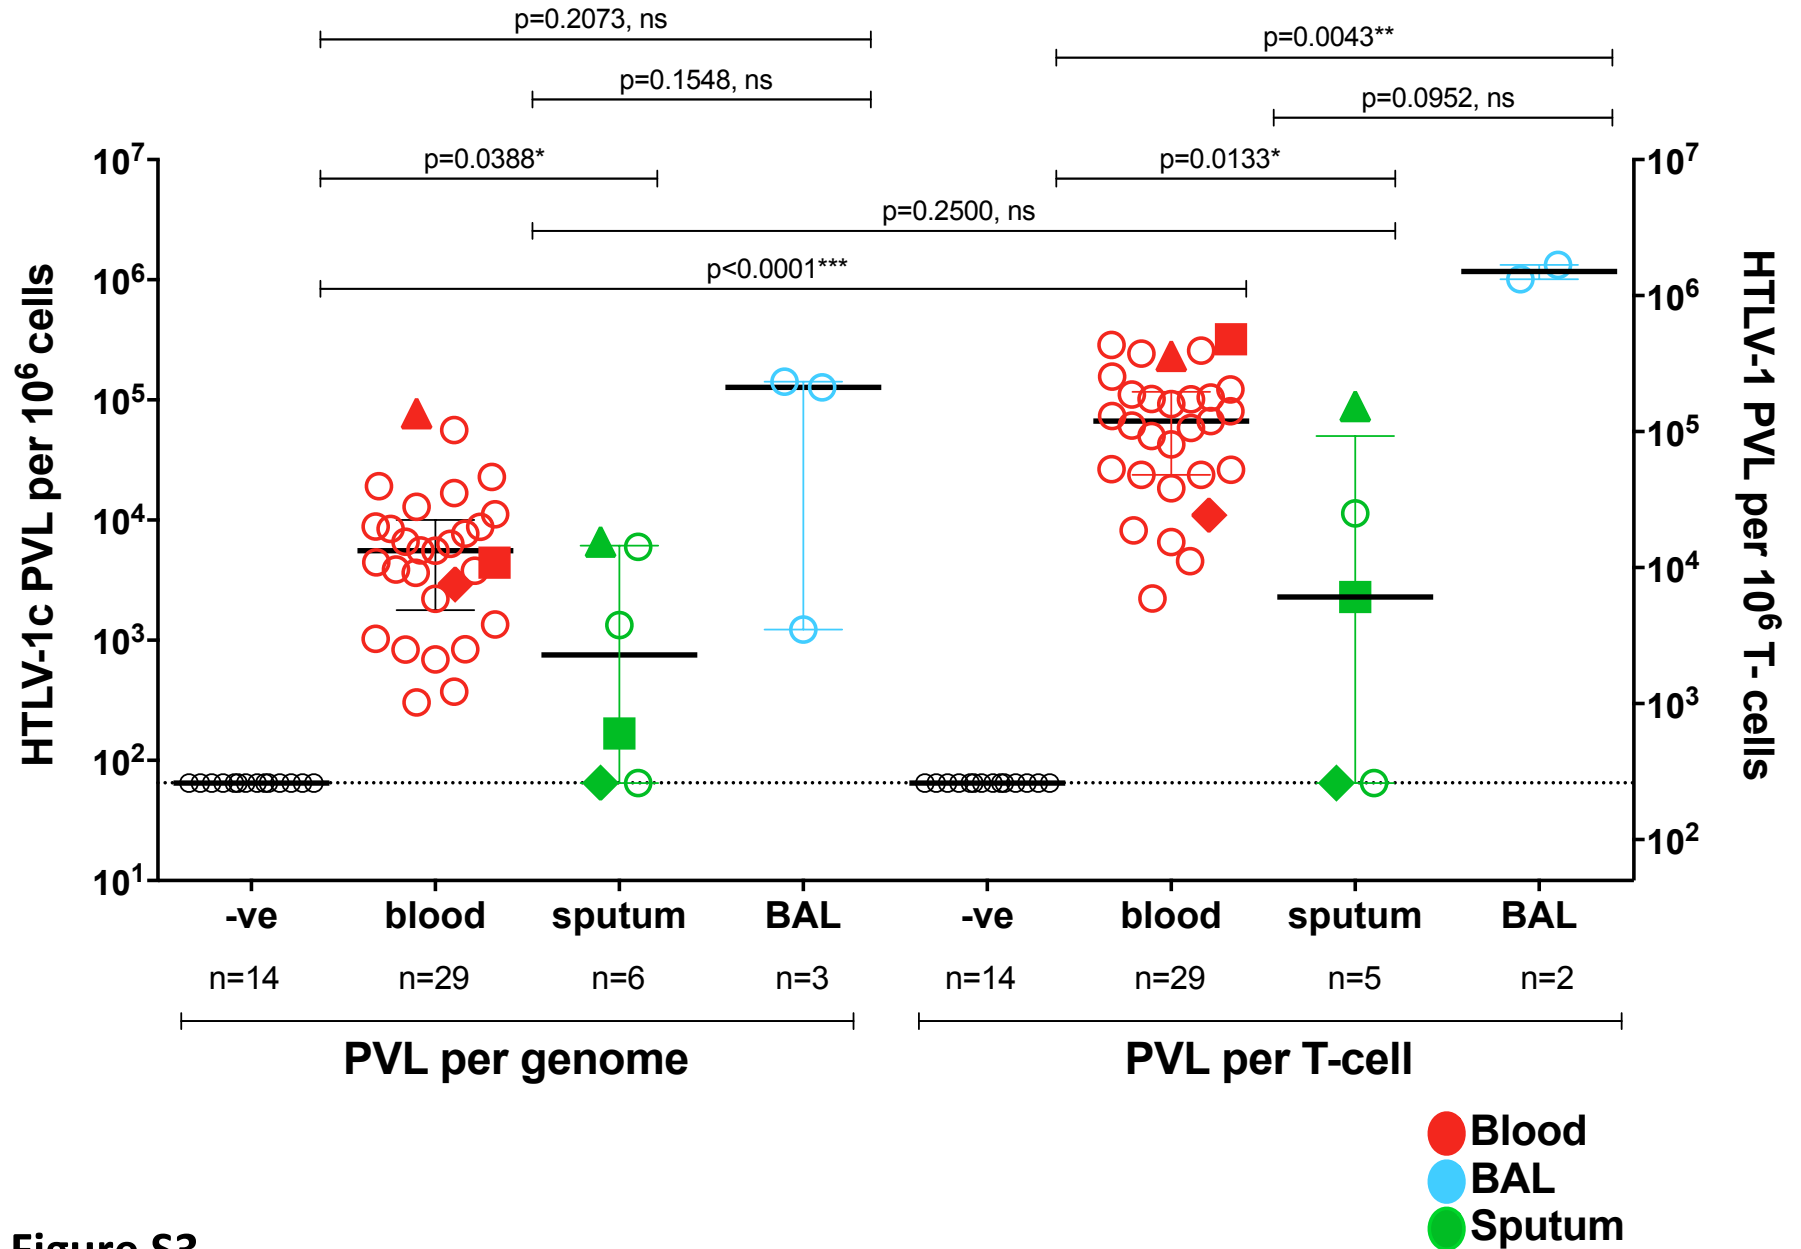 p=0.2073, ns
p=0.0043**
p=0.1548, ns
p=0.0952, ns
p=0.0388*
p=0.0133*
p=0.2500, ns
p<0.0001***
HTLV-1c PVL per 10⁶ cells
10⁷
10⁶
10⁵
10⁴
10³
10²
10¹
10⁷
10⁶
10⁵
10⁴
10³
10²
HTLV-1 PVL per 10⁶ T- cells
-ve blood sputum BAL -ve blood sputum BAL
n=14 n=29 n=6 n=3 n=14 n=29 n=5 n=2
PVL per genome PVL per T-cell
Blood
BAL
Sputum
Figure S3